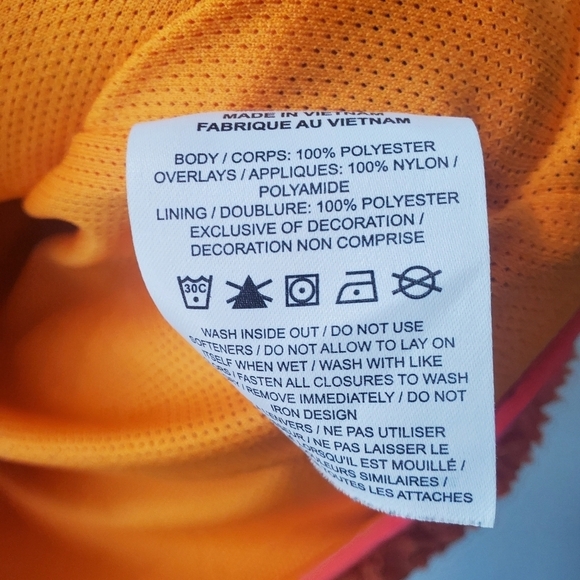 MADE IN VIETNAM
FABRIQUE AU VIETNAM
BODY / CORPS: 100% POLYESTER
OVERLAYS / APPLIQUES: 100% NYLON /
POLYAMIDE
LINING / DOUBLURE: 100% POLYESTER
EXCLUSIVE OF DECORATION /
DECORATION NON COMPRISE
30C
WASH INSIDE OUT / DO NOT USE
SOFTENERS / DO NOT ALLOW TO LAY ON
ITSELF WHEN WET / WASH WITH LIKE
/ FASTEN ALL CLOSURES TO WASH
/ REMOVE IMMEDIATELY / DO NOT
IRON DESIGN
/ NE PAS UTILISER
/ NE PAS LAISSER LE
LORSQU'IL EST MOUILLÉ /
SIMILAIRES /
TOUTES LES ATTACHES